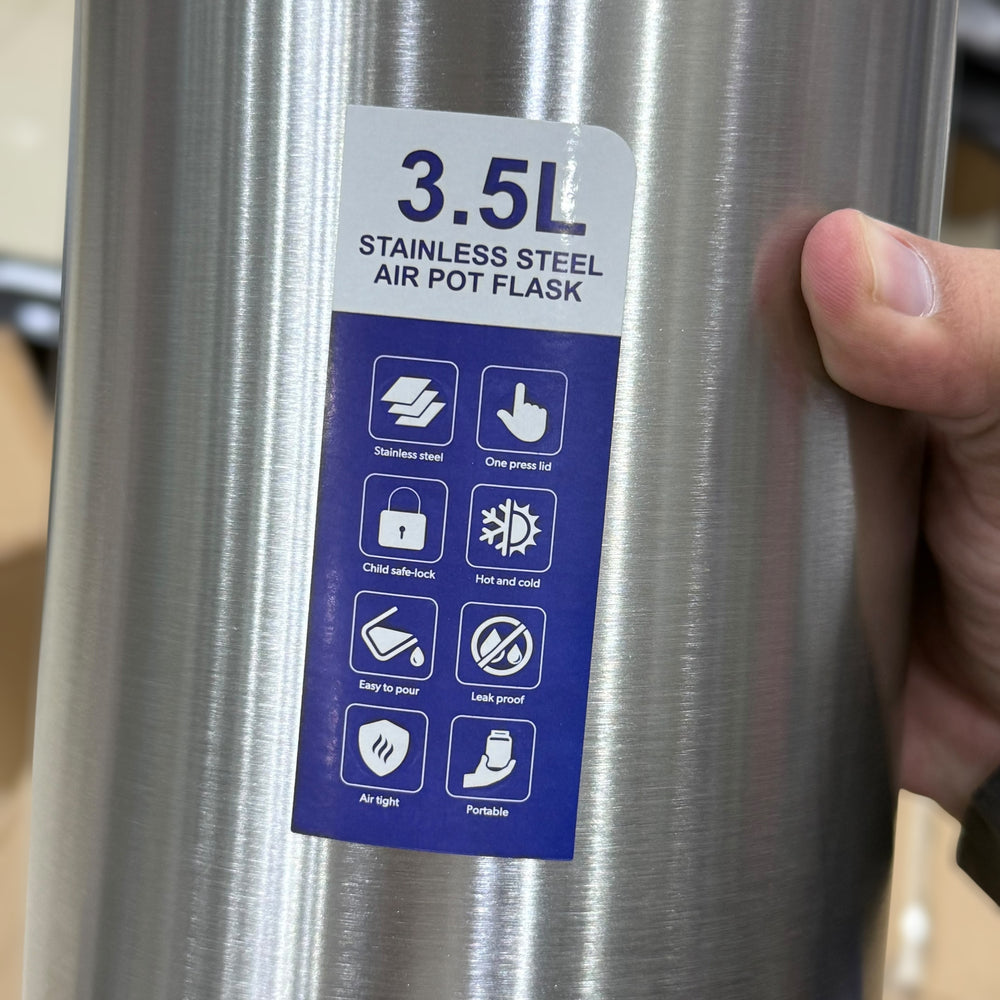 3.5L
STAINLESS STEEL
AIR POT FLASK
Stainless steel
One press lid
Child safe-lock
Hot and cold
Easy to pour
Leak proof
Air tight
Portable